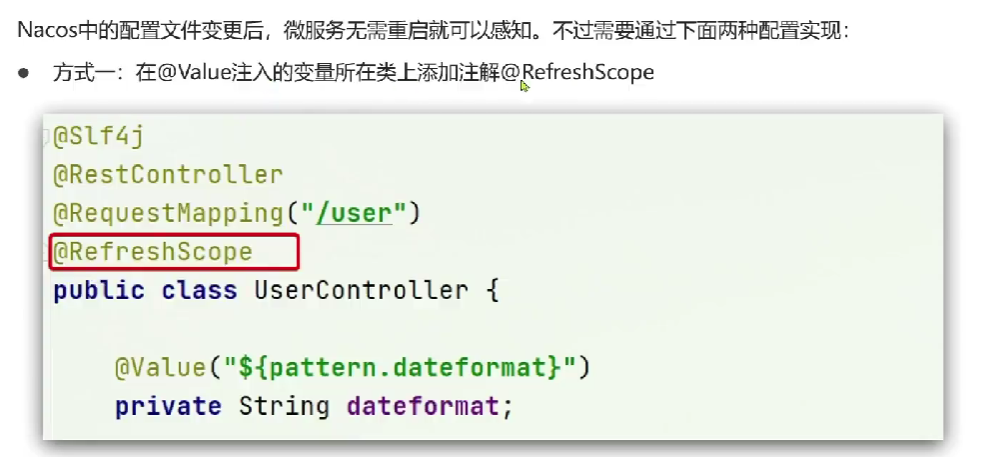 Nacos中的配置文件变更后，微服务无需重启就可以感知。不过需要通过下面两种配置实现：
● 方式一：在@Value注入的变量所在类上添加注解@RefreshScope
@Slf4j
@RestController
@RequestMapping("/user")
@RefreshScope
public class UserController {
@Value("${pattern.dateformat}")
private String dateformat;